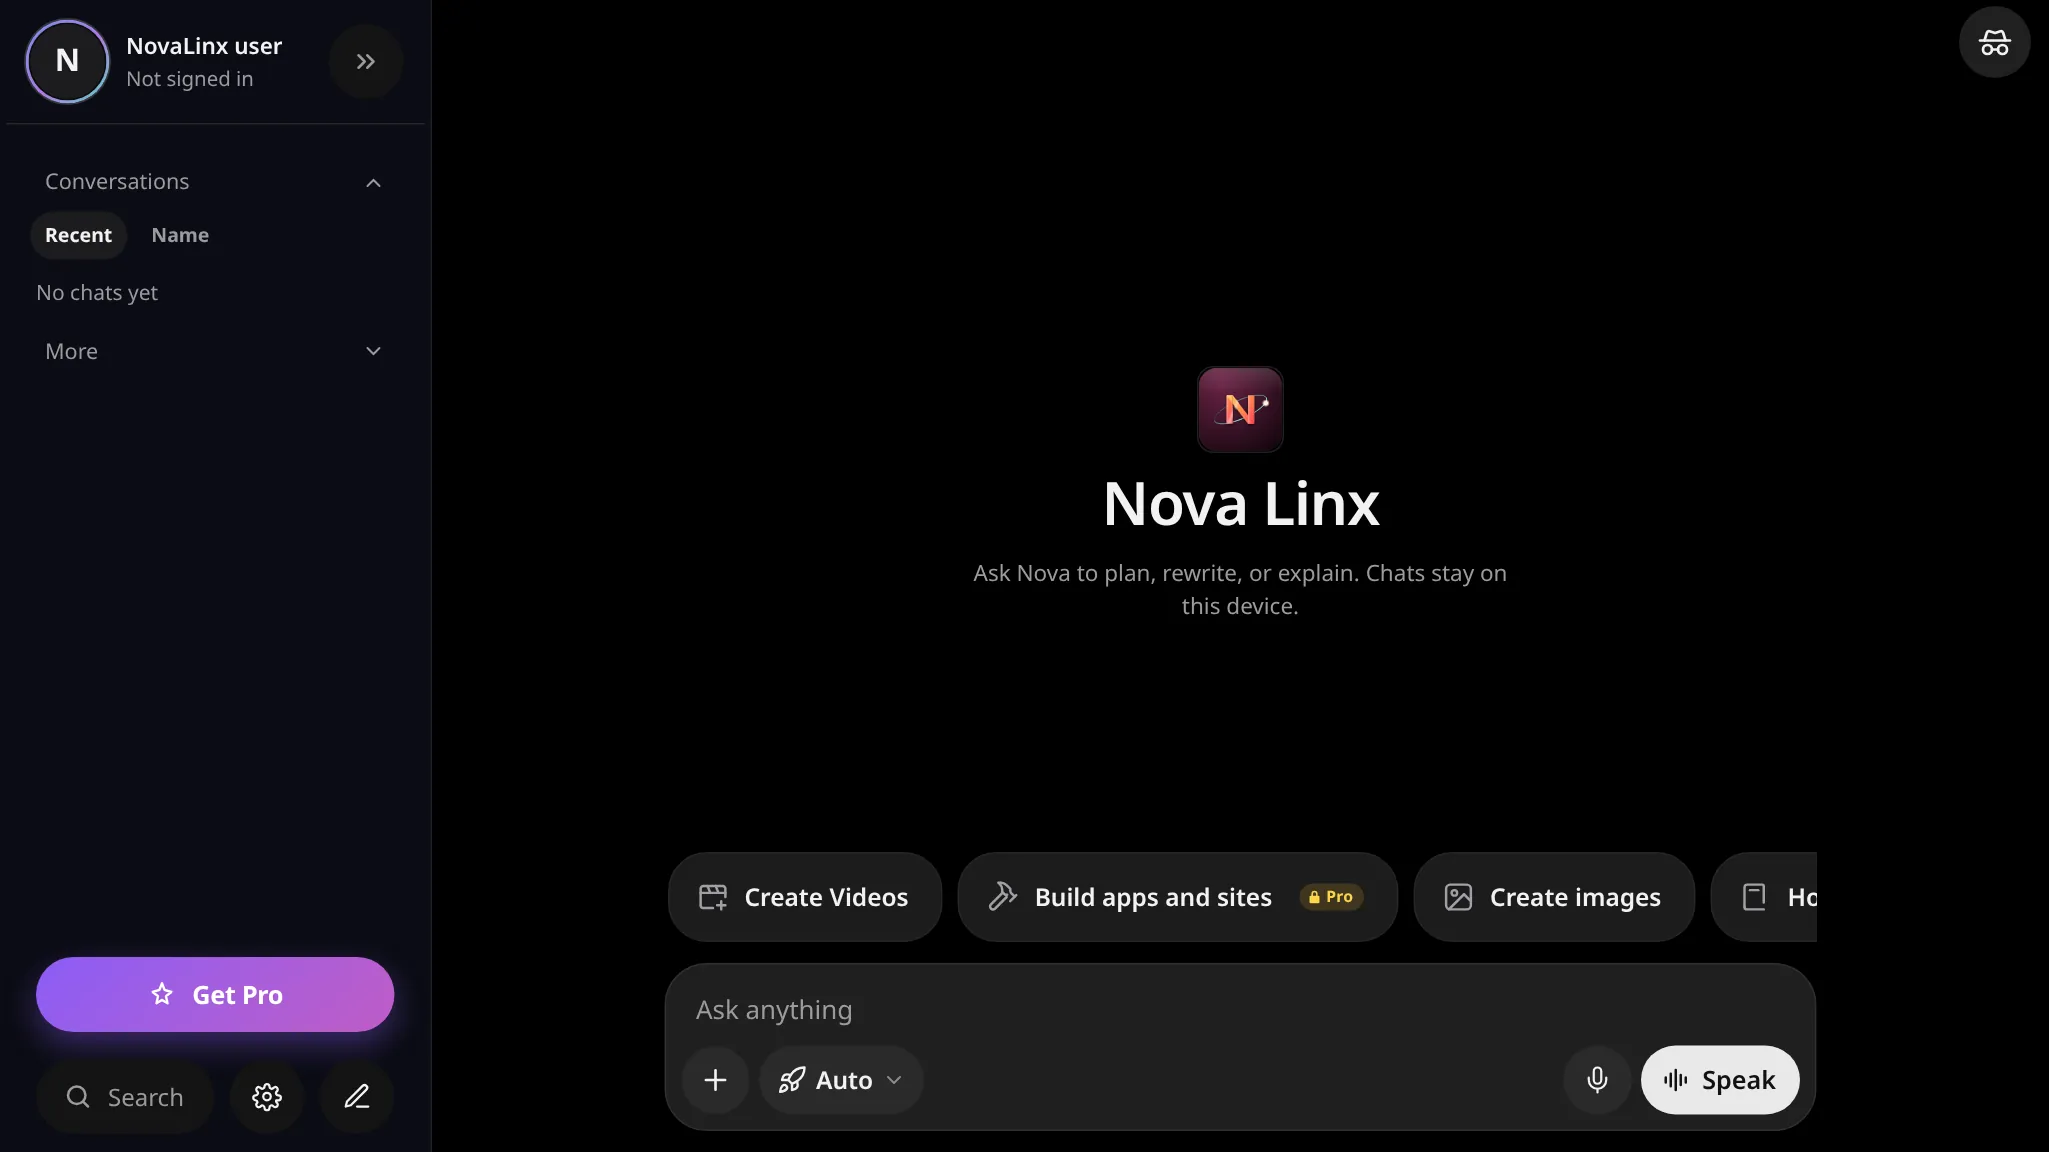 N
NovaLinx user
Not signed in
Conversations
Recent
Name
No chats yet
More
Get Pro
Search
N
Nova Linx
Ask Nova to plan, rewrite, or explain. Chats stay on
this device.
Create Videos
Build apps and sites
Pro
Create images
Ho
Ask anything
Auto
Speak